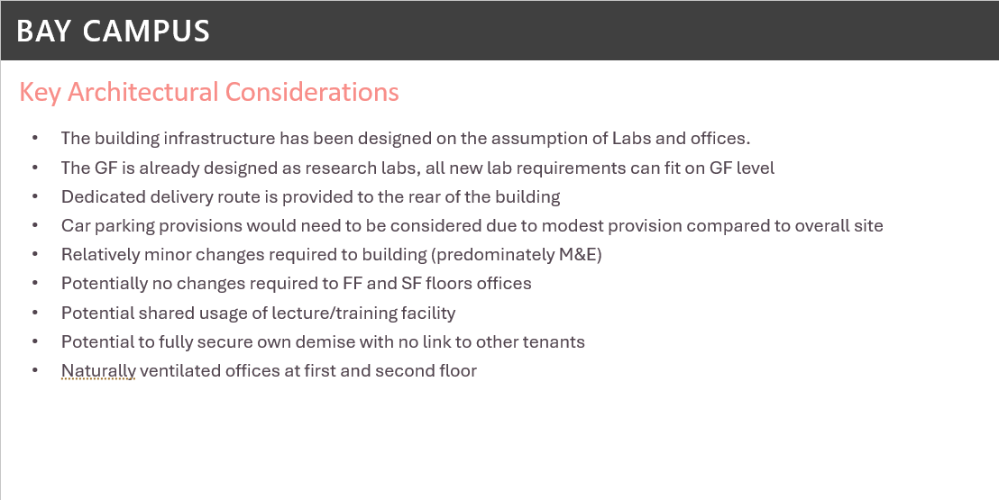 BAY CAMPUS
Key Architectural Considerations
• The building infrastructure has been designed on the assumption of Labs and offices.
• The GF is already designed as research labs, all new lab requirements can fit on GF level
• Dedicated delivery route is provided to the rear of the building
• Car parking provisions would need to be considered due to modest provision compared to overall site
• Relatively minor changes required to building (predominately M&E)
• Potentially no changes required to FF and SF floors offices
• Potential shared usage of lecture/training facility
• Potential to fully secure own demise with no link to other tenants
• Naturally ventilated offices at first and second floor